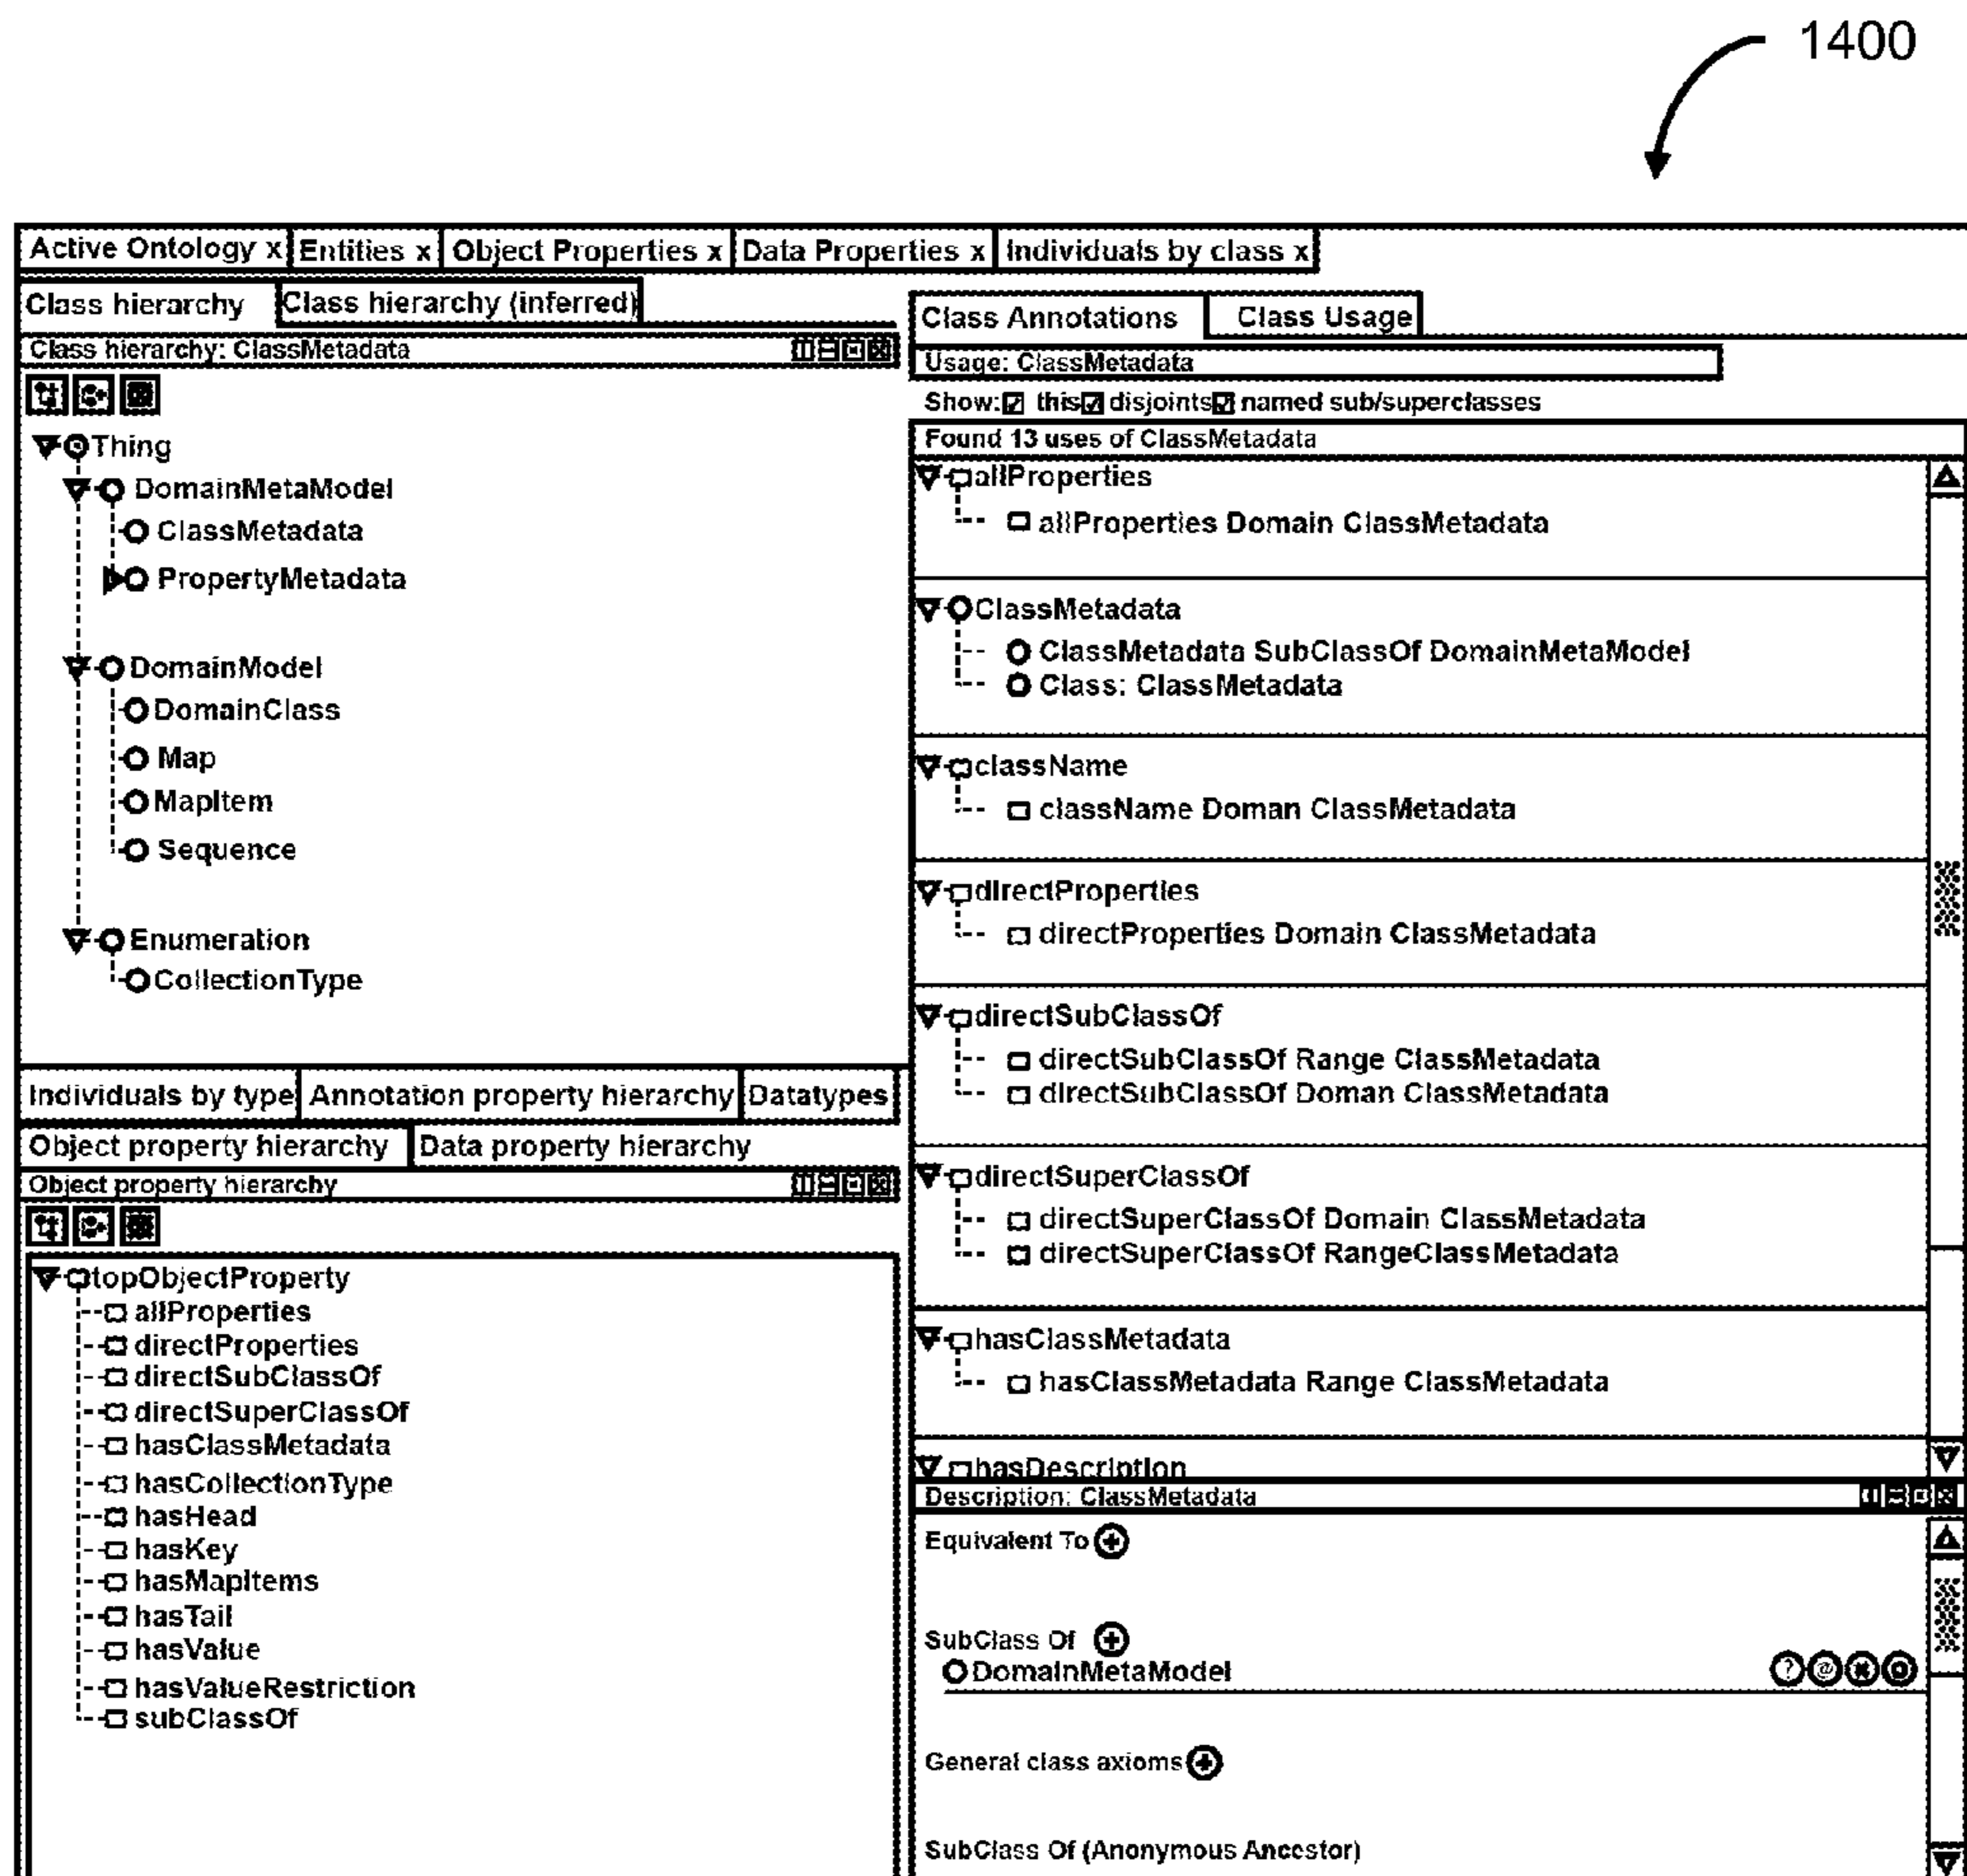 1400
Active Ontology x Entities x Object Properties x Data Properties x Individuals by class x
Class hierarchy Class hierarchy (inferred)
Class hierarchy: ClassMetadata
Thing
DomainMetaModel
ClassMetadata
PropertyMetadata
DomainModel
DomainClass
Map
MapItem
Sequence
Enumeration
CollectionType
Individuals by type Annotation property hierarchy Datatypes
Object property hierarchy Data property hierarchy
Object property hierarchy
topObjectProperty
allProperties
directProperties
directSubClassOf
directSuperClassOf
hasClassMetadata
hasCollectionType
hasHead
hasKey
hasMapItems
hasTail
hasValue
hasValueRestriction
subClassOf
Class Annotations Class Usage
Usage: ClassMetadata
Show: this disjoints named sub/superclasses
Found 13 uses of ClassMetadata
allProperties
allProperties Domain ClassMetadata
ClassMetadata
ClassMetadata SubClassOf DomainMetaModel
Class: ClassMetadata
className
className Doman ClassMetadata
directProperties
directProperties Domain ClassMetadata
directSubClassOf
directSubClassOf Range ClassMetadata
directSubClassOf Doman ClassMetadata
directSuperClassOf
directSuperClassOf Domain ClassMetadata
directSuperClassOf RangeClassMetadata
hasClassMetadata
hasClassMetadata Range ClassMetadata
hasDescription
Description: ClassMetadata
Equivalent To
SubClass Of
DomainMetaModel
General class axioms
SubClass Of (Anonymous Ancestor)